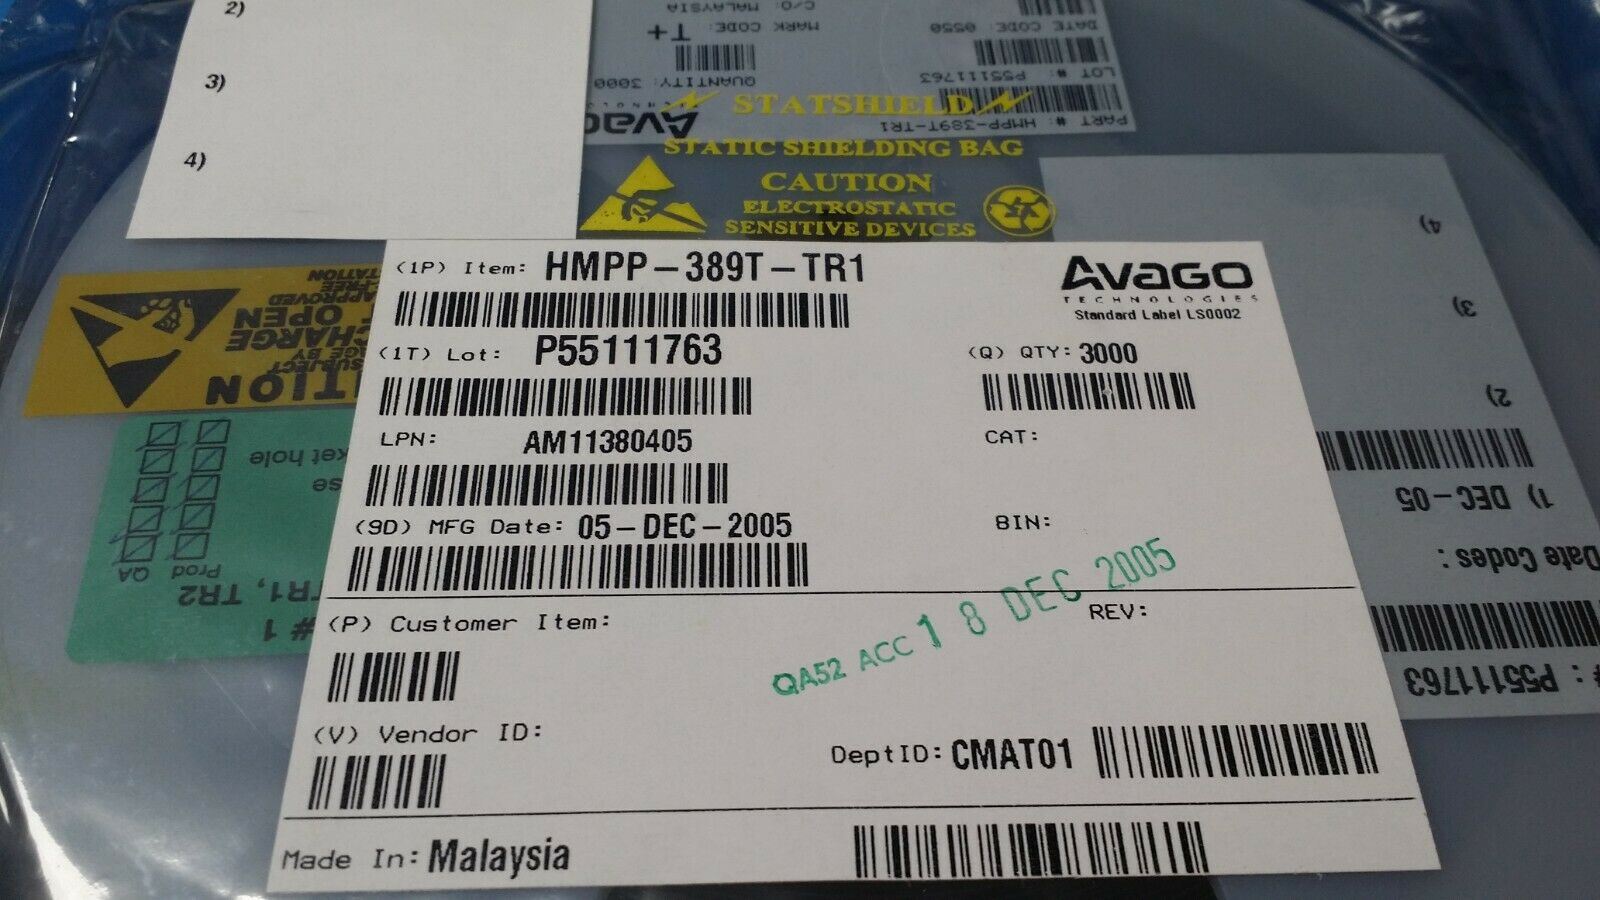 2)
3)
4)
C/O: MALAYSIA
MARK CODE: T+
DATE CODE: 0550
QUANTITY: 3000
LOT #: P55111763
PART #: HMPP-389T-TR1
AVAGO
STATSHIELD
STATIC SHIELDING BAG
CAUTION
ELECTROSTATIC
SENSITIVE DEVICES
(1P) Item: HMPP-389T-TR1
AVAGO
TECHNOLOGIES
Standard Label LS0002
(1T) Lot: P55111763
(Q) QTY: 3000
LPN: AM11380405
CAT:
(9D) MFG Date: 05-DEC-2005
BIN:
QA52 ACC 18 DEC 2005
(P) Customer Item:
REV:
(V) Vendor ID:
DeptID: CMAT01
Made In: Malaysia
4)
3)
2)
1) DEC-05
Date Codes :
# : P55111763
OPEN
SUBJECT
hole
QA Prod
TR1, TR2
# 1